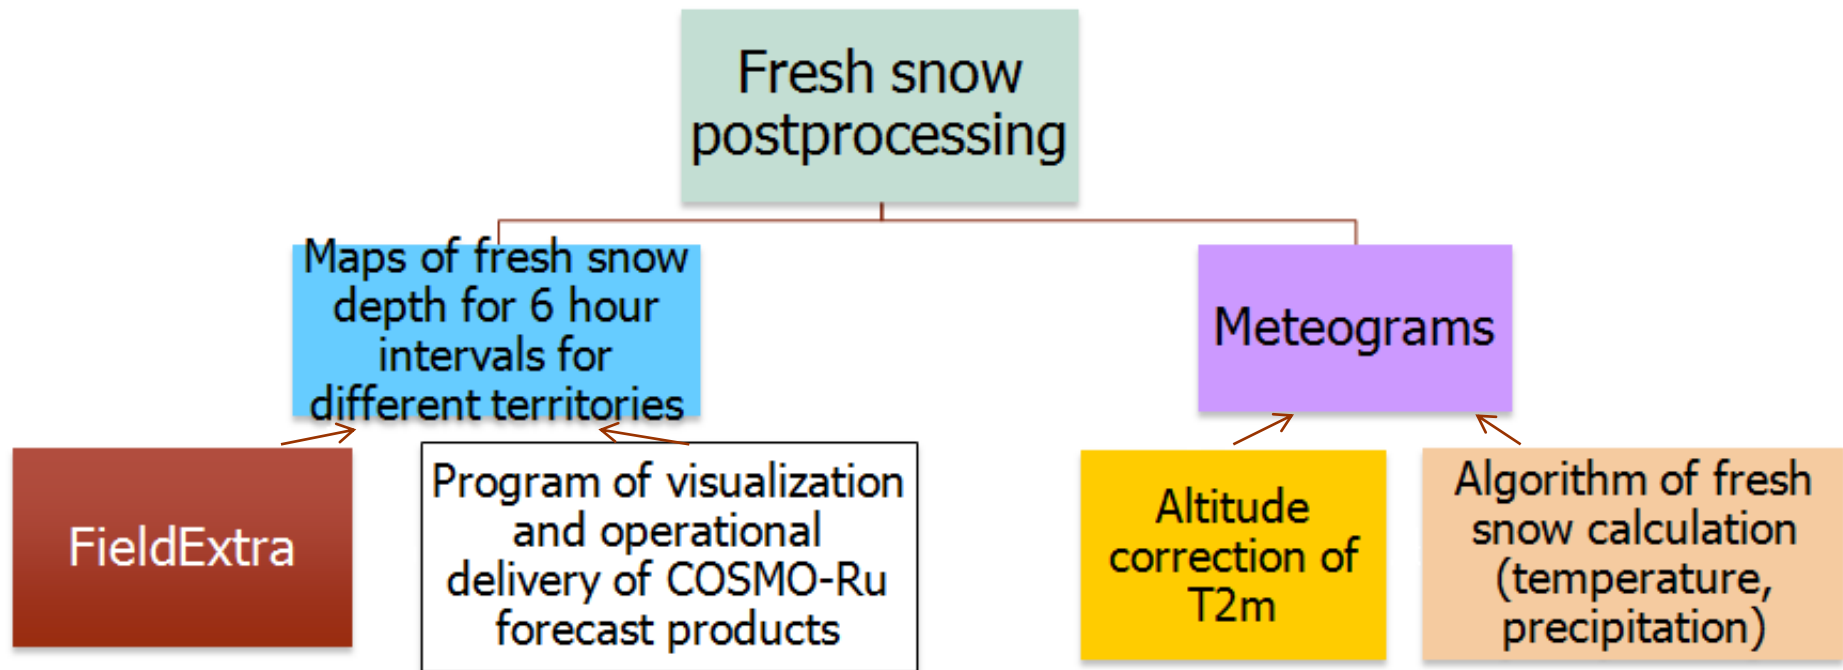 Fresh snow
postprocessing
Maps of fresh snow
depth for 6 hour
intervals for
different territories
Meteograms
FieldExtra
Program of visualization
and operational
delivery of COSMO-Ru
forecast products
Altitude
correction of
T2m
Algorithm of fresh
snow calculation
(temperature,
precipitation)